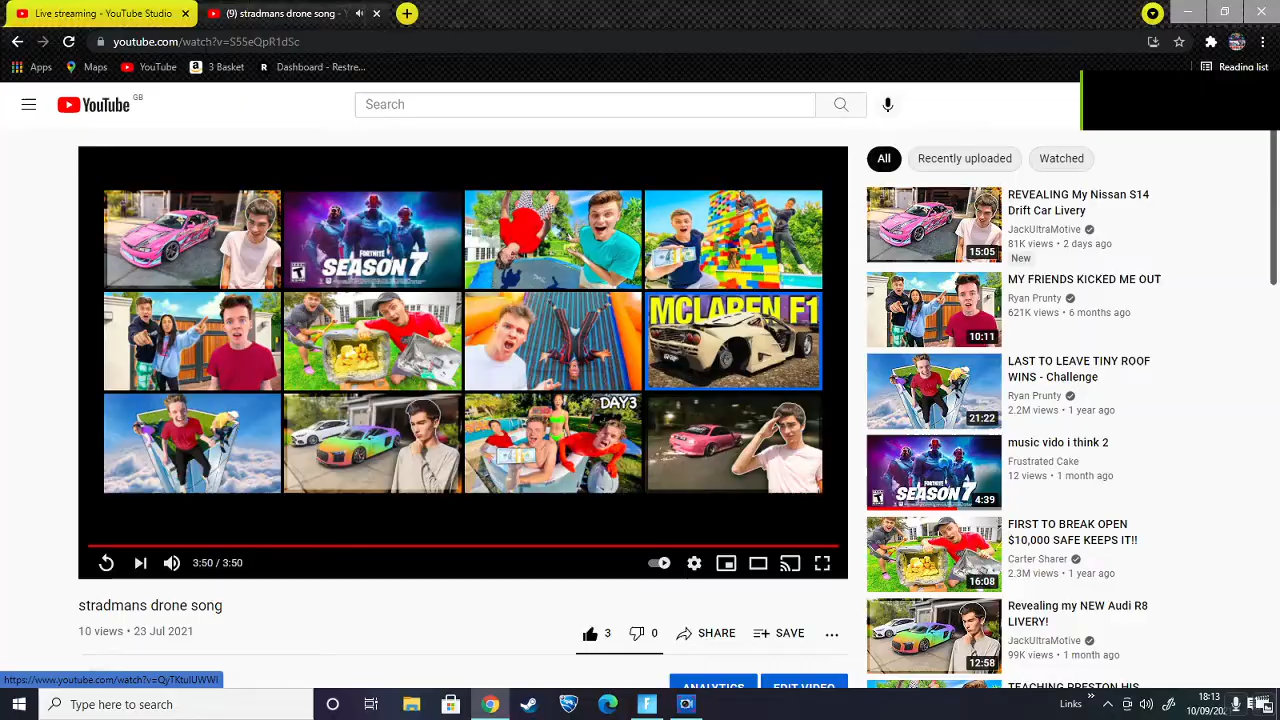 Live streaming - YouTube Studio
(9) stradmans drone song -
youtube.com/watch?v=S55eQpR1dSc
Apps
Maps
YouTube
3 Basket
Dashboard - Restre...
Reading list
YouTube GB
Search
All
Recently uploaded
Watched
FORTNITE
SEASON 7
MCLAREN F1
DAY3
3:50 / 3:50
stradmans drone song
10 views • 23 Jul 2021
3
0
SHARE
SAVE
ANALYTICS
EDIT VIDEO
REVEALING My Nissan S14
Drift Car Livery
JackUltraMotive
81K views • 2 days ago
New
15:05
MY FRIENDS KICKED ME OUT
Ryan Prunty
621K views • 6 months ago
10:11
LAST TO LEAVE TINY ROOF
WINS - Challenge
Ryan Prunty
2.2M views • 1 year ago
21:22
music vido i think 2
Frustrated Cake
12 views • 1 month ago
SEASON 7
4:39
FIRST TO BREAK OPEN
$10,000 SAFE KEEPS IT!!
Carter Sharer
2.3M views • 1 year ago
16:08
Revealing my NEW Audi R8
LIVERY!
JackUltraMotive
99K views • 1 month ago
12:58
TEACHING PRESTON HIS
Type here to search
Links
18:13